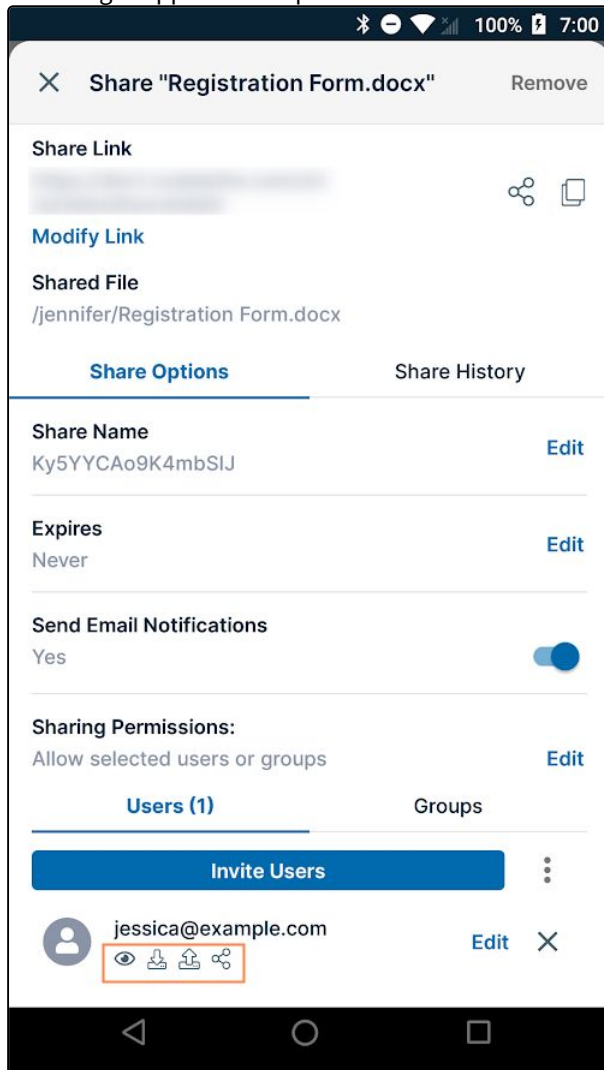 100% 7:00
Share "Registration Form.docx" Remove
Share Link
Modify Link
Shared File
/jennifer/Registration Form.docx
Share Options Share History
Share Name
Edit
Expires
Edit
Never
Send Email Notifications
Yes
Sharing Permissions:
Allow selected users or groups Edit
Users (1) Groups
Invite Users
jessica@example.com
Edit